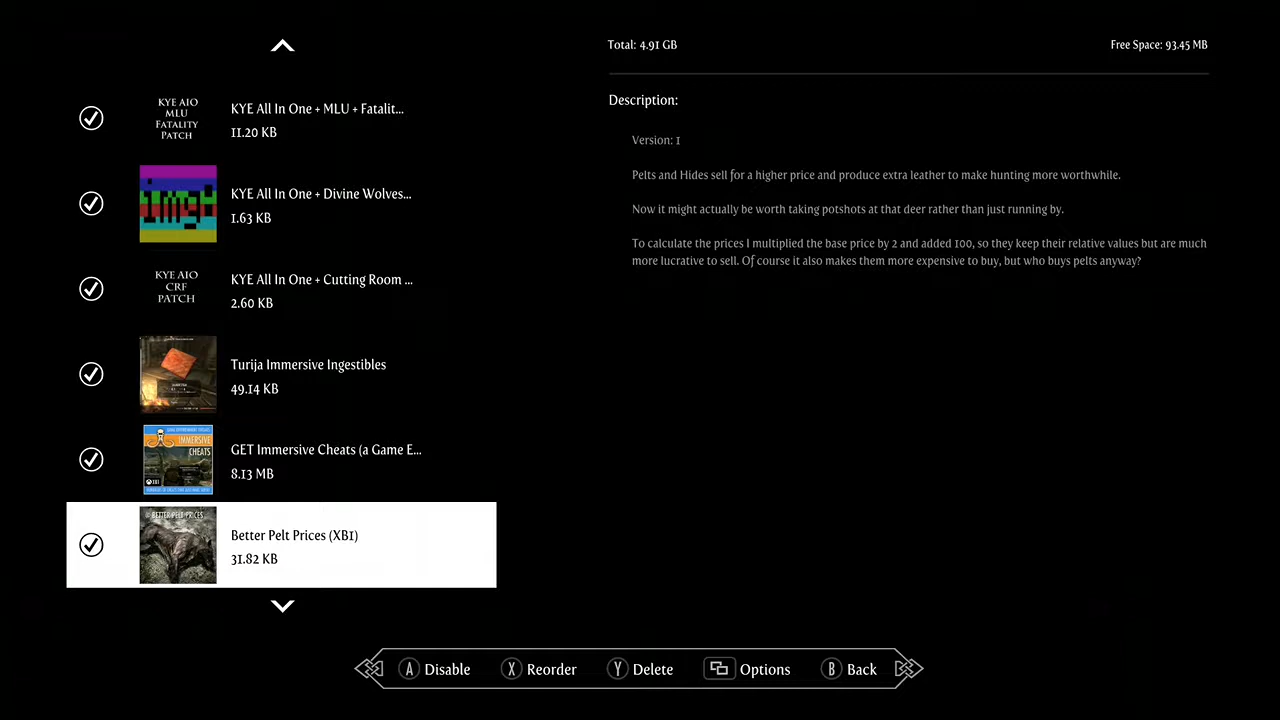 Total: 4.91 GB
Free Space: 93.45 MB
KYE AIO
MLU
FATALITY
PATCH
KYE All In One + MLU + Fatalit...
11.20 KB
KYE All In One + Divine Wolves...
1.63 KB
KYE AIO
CRF
PATCH
KYE All In One + Cutting Room ...
2.60 KB
Turija Immersive Ingestibles
49.14 KB
IMMERSIVE
CHEATS
GET Immersive Cheats (a Game E...
8.13 MB
BETTER PELT PRICES
Better Pelt Prices (XB1)
31.82 KB
Description:
Version: 1
Pelts and Hides sell for a higher price and produce extra leather to make hunting more worthwhile.
Now it might actually be worth taking potshots at that deer rather than just running by.
To calculate the prices I multiplied the base price by 2 and added 100, so they keep their relative values but are much
more lucrative to sell. Of course it also makes them more expensive to buy, but who buys pelts anyway?
A Disable X Reorder Y Delete Options B Back